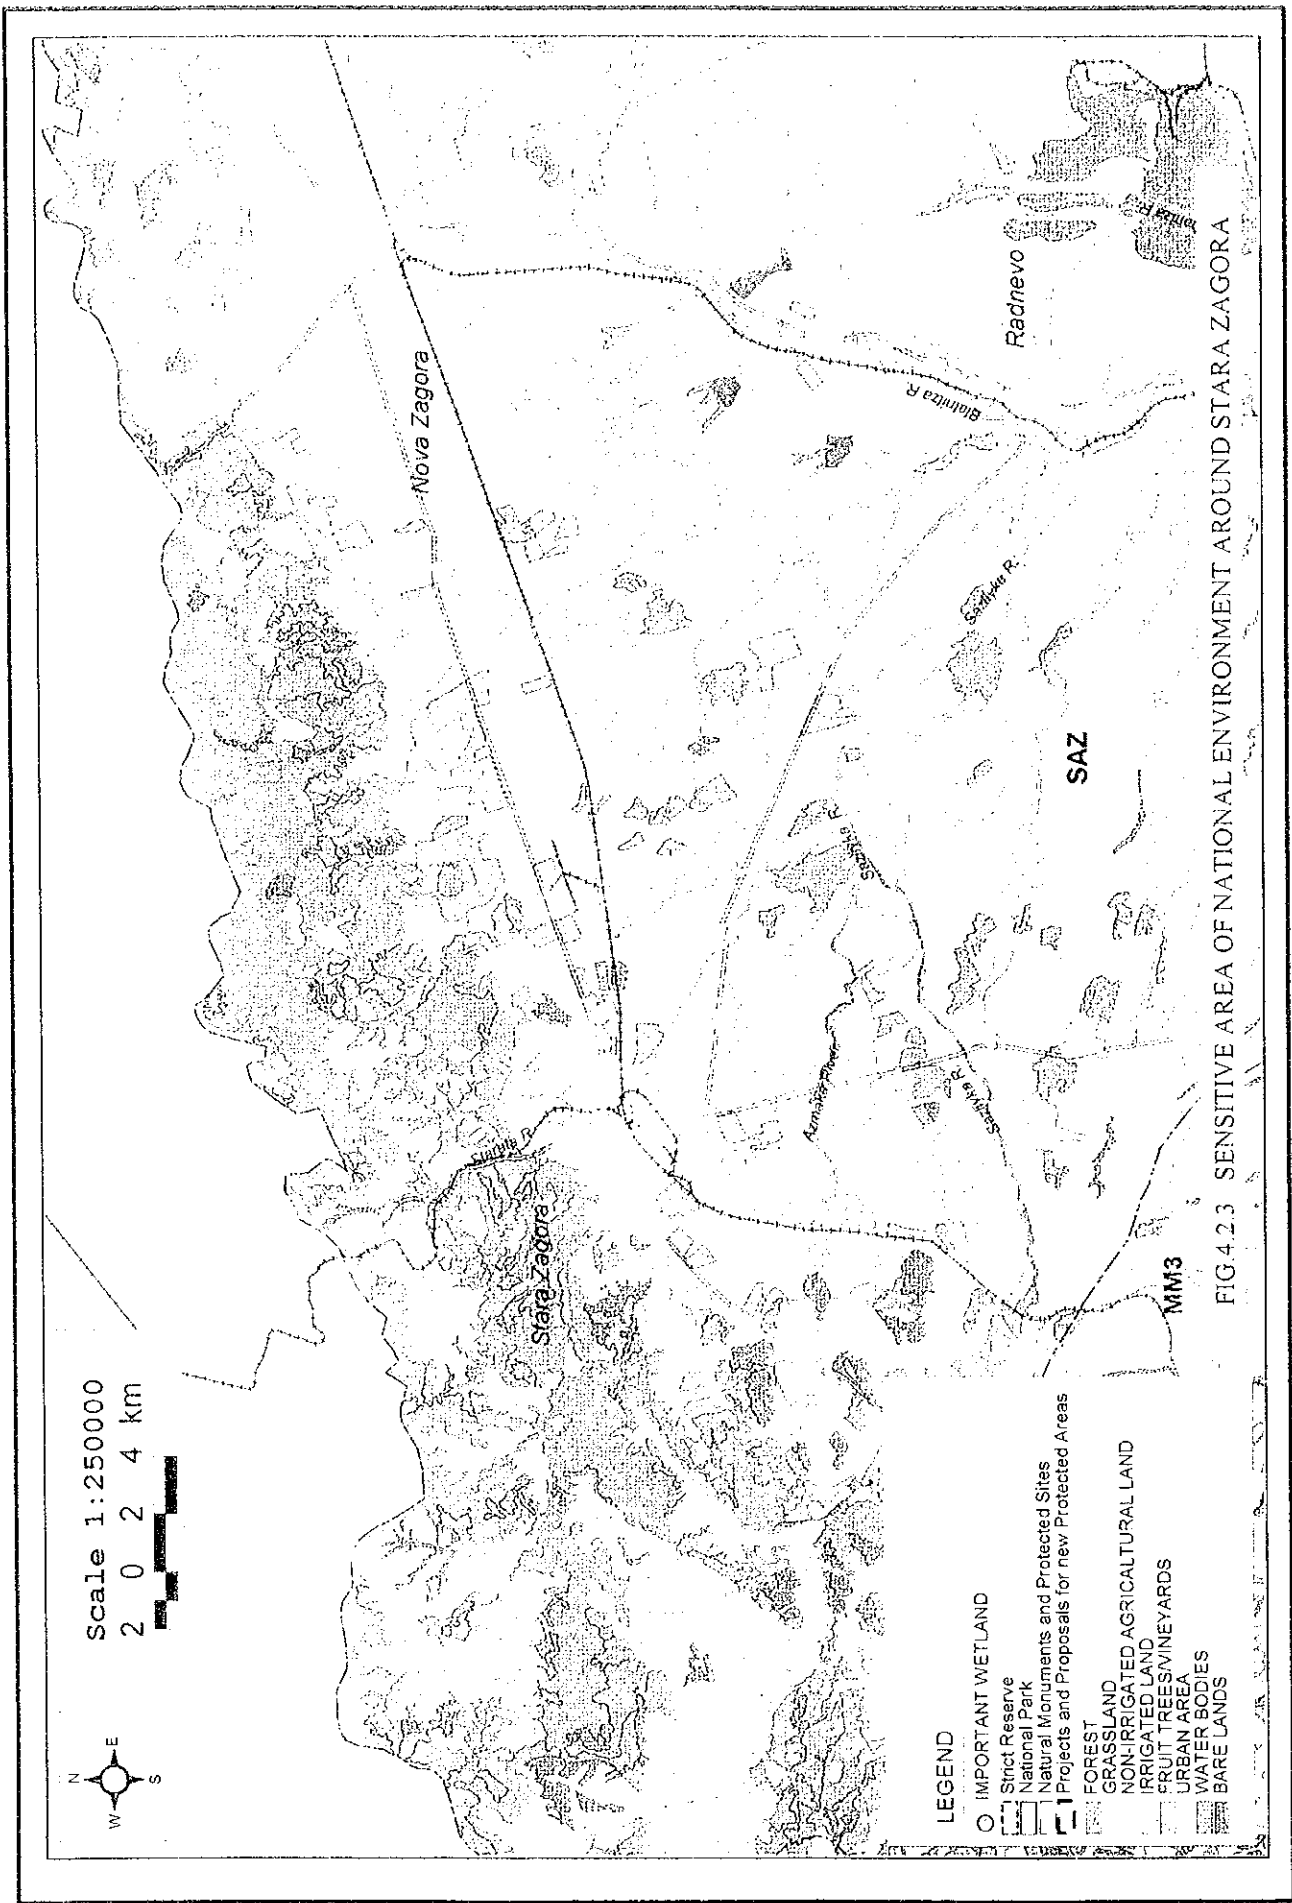 N
W
E
S
Scale 1:250000
2 0 2 4 km
Nova Zagora
Stara Zagora
Radnevo
Blatnitza R.
Sazliyka R.
Sazliyka R.
Sazliyka R.
Azmaka River
SAZ
MM3
LEGEND
IMPORTANT WETLAND
Strict Reserve
National Park
Natural Monuments and Protected Sites
Projects and Proposals for new Protected Areas
FOREST
GRASSLAND
NON-IRRIGATED AGRICALTURAL LAND
IRRIGATED LAND
FRUIT TREES/VINEYARDS
URBAN AREA
WATER BODIES
BARE LANDS
FIG.4.2.3 SENSITIVE AREA OF NATIONAL ENVIRONMENT AROUND STARA ZAGORA